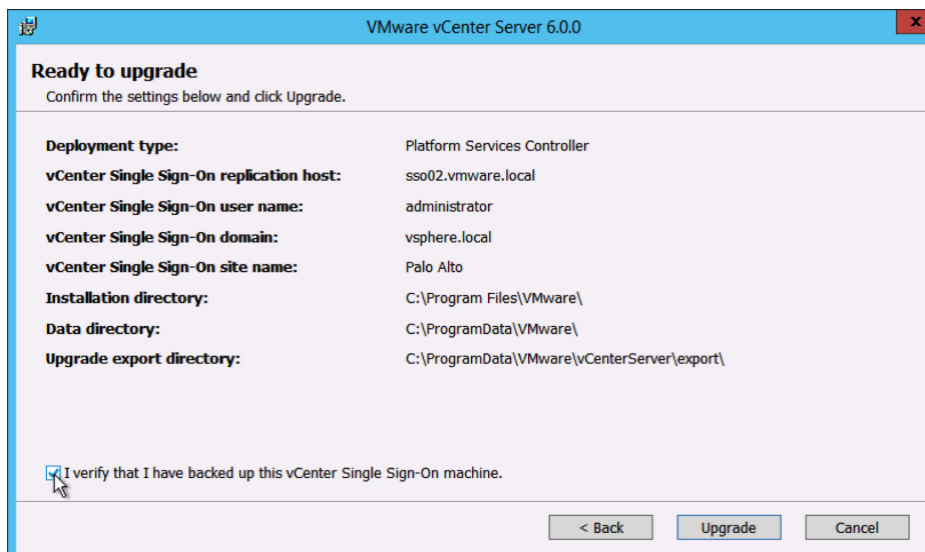 VMware vCenter Server 6.0.0
x
Ready to upgrade
Confirm the settings below and click Upgrade.
Deployment type: Platform Services Controller
vCenter Single Sign-On replication host: sso02.vmware.local
vCenter Single Sign-On user name: administrator
vCenter Single Sign-On domain: vsphere.local
vCenter Single Sign-On site name: Palo Alto
Installation directory: C:\Program Files\VMware\
Data directory: C:\ProgramData\VMware\
Upgrade export directory: C:\ProgramData\VMware\vCenterServer\export\
I verify that I have backed up this vCenter Single Sign-On machine.
< Back Upgrade Cancel